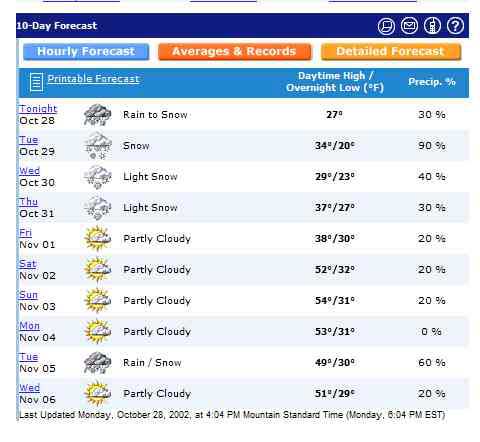 10-Day Forecast
?
Hourly Forecast Averages & Records Detailed Forecast
Printable Forecast Daytime High / Overnight Low (°F) Precip. %
Tonight
Oct 28 Rain to Snow 27° 30 %
Tue
Oct 29 Snow 34°/20° 90 %
Wed
Oct 30 Light Snow 29°/23° 40 %
Thu
Oct 31 Light Snow 37°/27° 30 %
Fri
Nov 01 Partly Cloudy 38°/30° 20 %
Sat
Nov 02 Partly Cloudy 52°/32° 20 %
Sun
Nov 03 Partly Cloudy 54°/31° 20 %
Mon
Nov 04 Partly Cloudy 53°/31° 0 %
Tue
Nov 05 Rain / Snow 49°/30° 60 %
Wed
Nov 06 Partly Cloudy 51°/29° 20 %
Last Updated Monday, October 28, 2002, at 4:04 PM Mountain Standard Time (Monday, 6:04 PM EST)